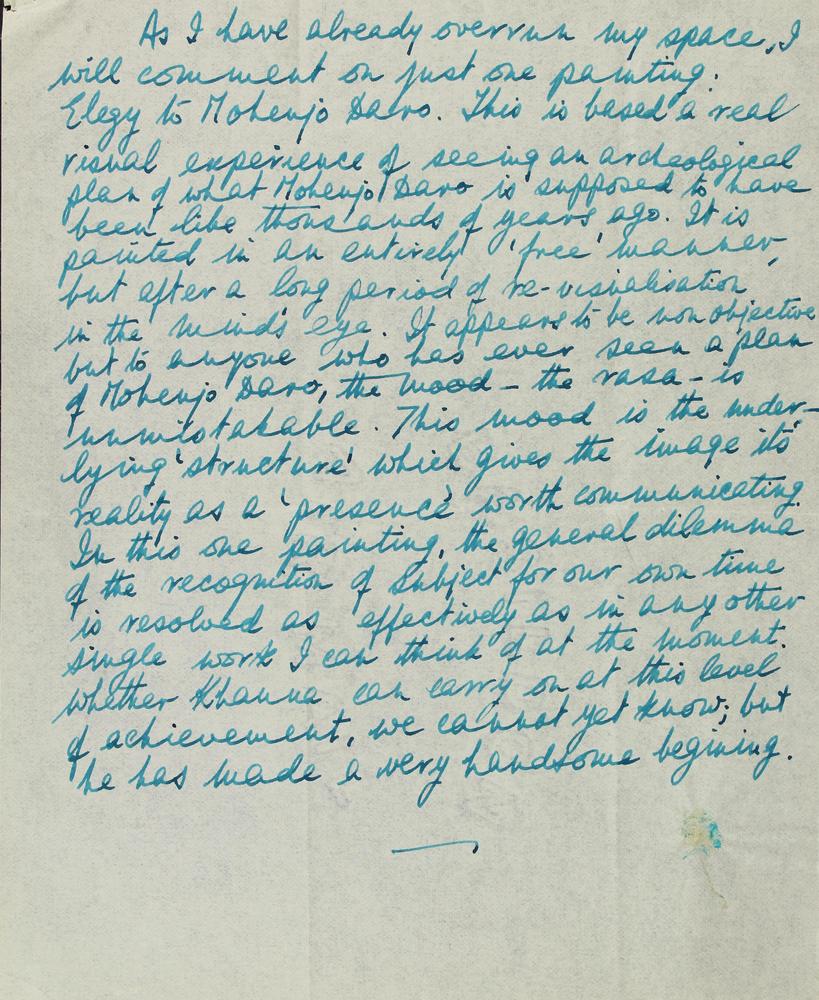 As I have already overrun my space, I
will comment on just one painting.
Elegy to Mohenjo Daro. This is based a real
visual experience of seeing an archaeological
plan of what Mohenjo Daro is supposed to have
been like thousands of years ago. It is
painted in an entirely 'free' manner,
but after a long period of re-visualisation
in the mind's eye. It appears to be non objective
but to anyone who has ever seen a plan
of Mohenjo Daro, the mood – the rasa – is
unmistakable. This mood is the under-
lying 'structure' which gives the image its
reality as a 'presence' worth communicating.
In this one painting, the general dilemma
of the recognition of subject for our own time
is resolved as effectively as in any other
single work I can think of at the moment.
Whether Khanna can carry on at this level
of achievement, we cannot yet know; but
he has made a very handsome begining.